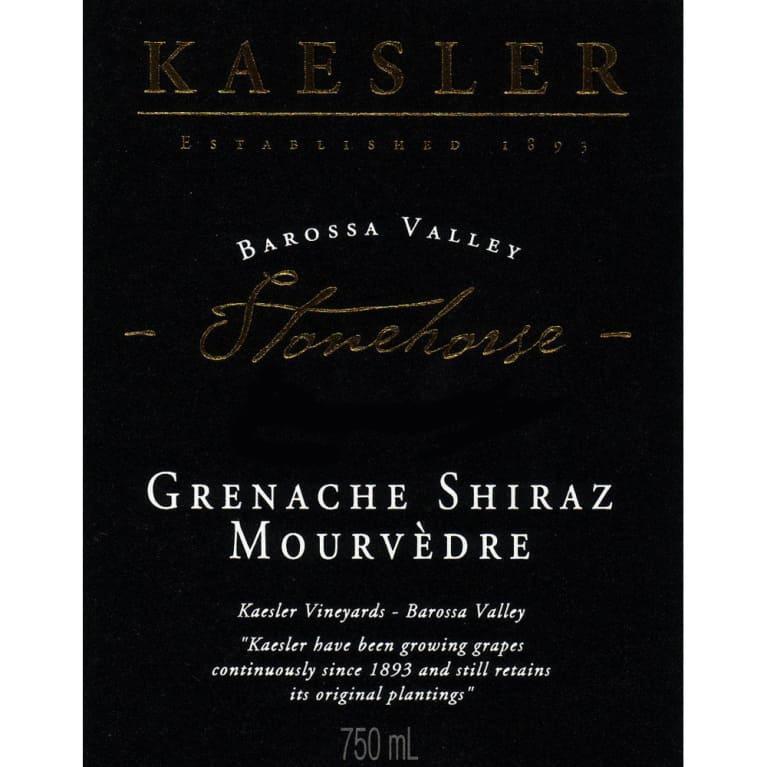 KAESLER
ESTABLISHED 1893
BAROSSA VALLEY
- Stonehorse -
GRENACHE SHIRAZ
MOURVÈDRE
Kaesler Vineyards - Barossa Valley
"Kaesler have been growing grapes
continuously since 1893 and still retains
its original plantings"
750 mL